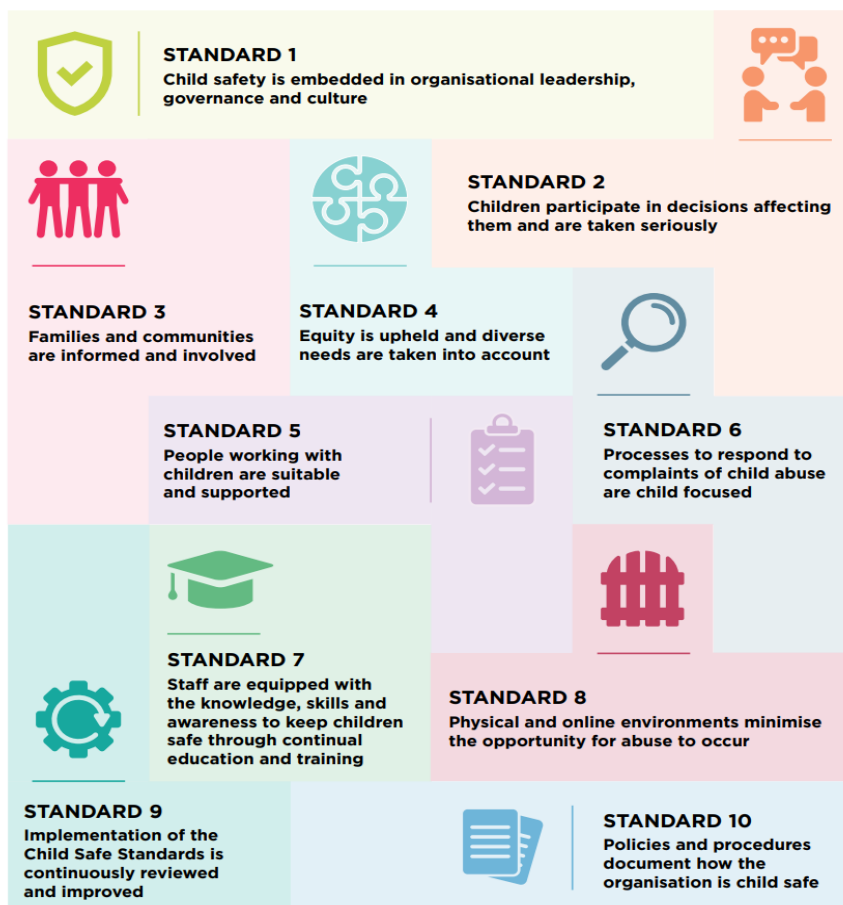 STANDARD 1
Child safety is embedded in organisational leadership,
governance and culture
STANDARD 2
Children participate in decisions affecting
them and are taken seriously
STANDARD 3
Families and communities
are informed and involved
STANDARD 4
Equity is upheld and diverse
needs are taken into account
STANDARD 5
People working with
children are suitable
and supported
STANDARD 6
Processes to respond to
complaints of child abuse
are child focused
STANDARD 7
Staff are equipped with
the knowledge, skills and
awareness to keep children
safe through continual
education and training
STANDARD 8
Physical and online environments minimise
the opportunity for abuse to occur
STANDARD 9
Implementation of the
Child Safe Standards is
continuously reviewed
and improved
STANDARD 10
Policies and procedures
document how the
organisation is child safe